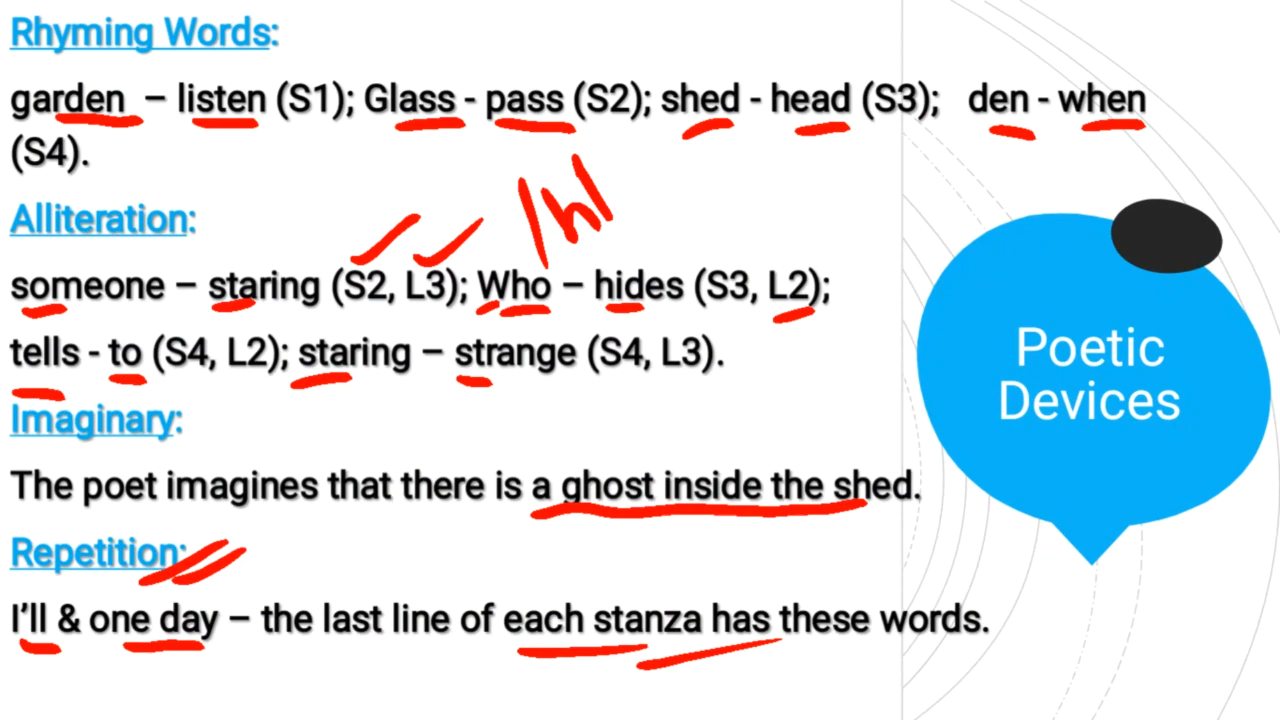 Rhyming Words:
garden – listen (S1); Glass - pass (S2); shed - head (S3); den - when
(S4).
/h/
Alliteration:
someone – staring (S2, L3); Who – hides (S3, L2);
tells - to (S4, L2); staring – strange (S4, L3).
Imaginary:
The poet imagines that there is a ghost inside the shed.
Repetition:
I'll & one day – the last line of each stanza has these words.
Poetic
Devices